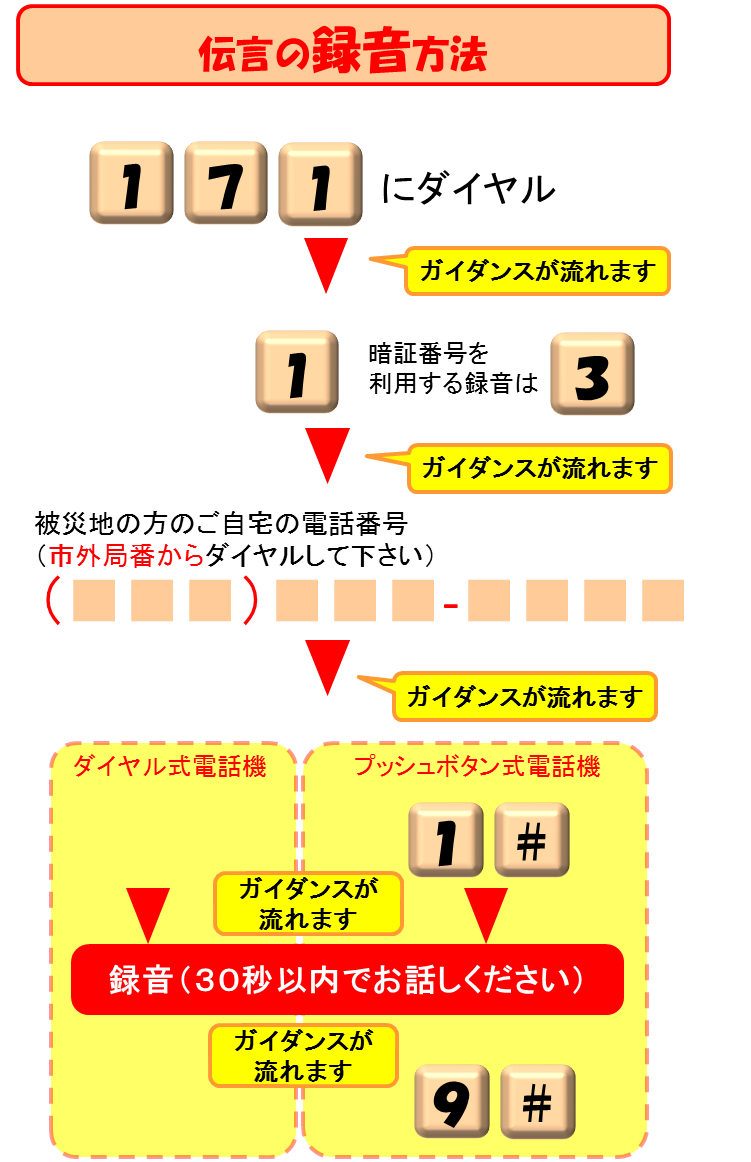 伝言の録音方法
1 7 1 にダイヤル
ガイダンスが流れます
1 暗証番号を
利用する録音は 3
ガイダンスが流れます
被災地の方のご自宅の電話番号
（市外局番からダイヤルして下さい）
(   )   -
ガイダンスが流れます
ダイヤル式電話機 プッシュボタン式電話機
1 #
ガイダンスが
流れます
録音（３０秒以内でお話しください）
ガイダンスが
流れます
9 #